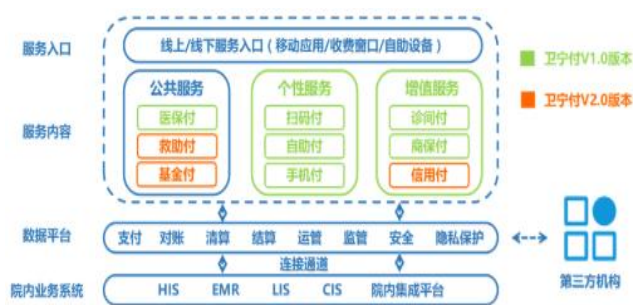 服务入口
线上/线下服务入口（移动应用/收费窗口/自助设备）
卫宁付V1.0版本
卫宁付V2.0版本
服务内容
公共服务 个性服务 增值服务
医保付 扫码付 诊间付
救助付 自助付 商保付
基金付 手机付 信用付
数据平台
支付 对账 清算 结算 运管 监管 安全 隐私保护
连接通道
第三方机构
院内业务系统
HIS EMR LIS CIS 院内集成平台